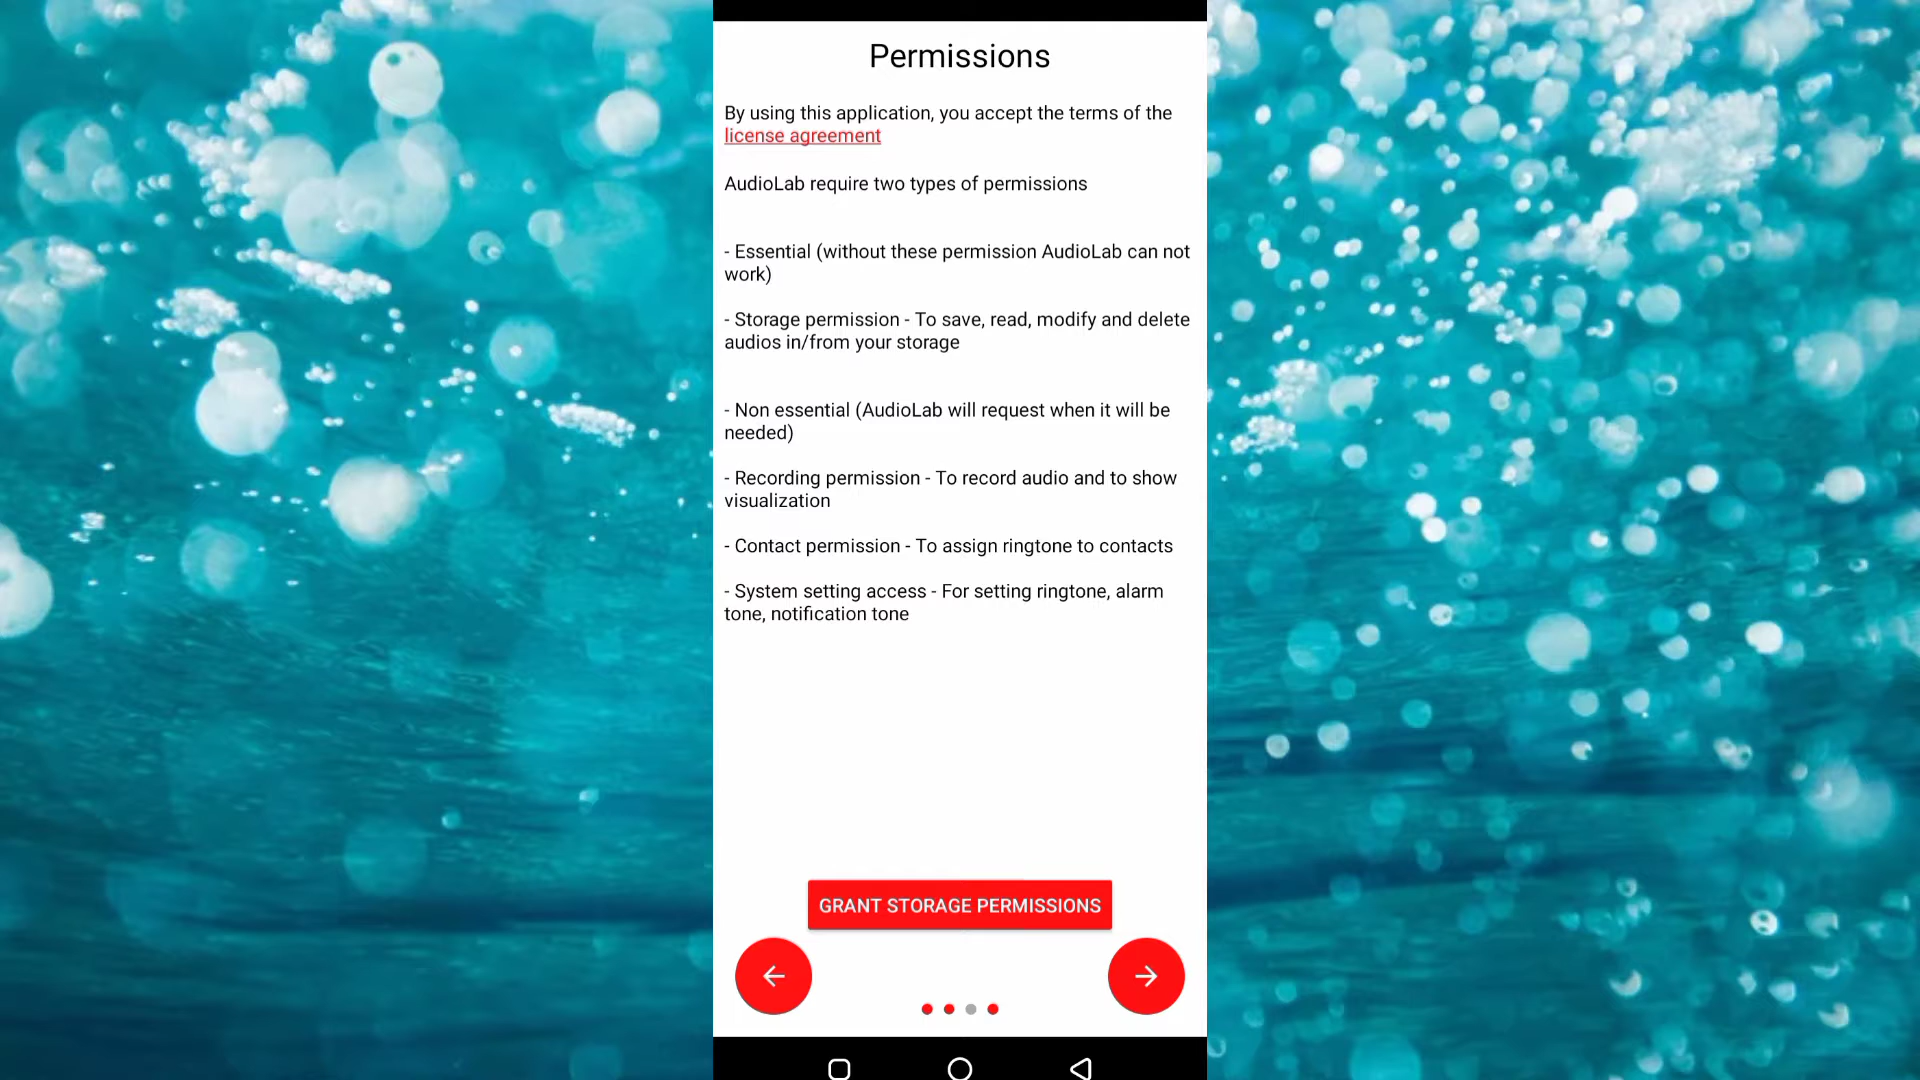 Permissions
By using this application, you accept the terms of the
license agreement
AudioLab require two types of permissions
- Essential (without these permission AudioLab can not
work)
- Storage permission - To save, read, modify and delete
audios in/from your storage
- Non essential (AudioLab will request when it will be
needed)
- Recording permission - To record audio and to show
visualization
- Contact permission - To assign ringtone to contacts
- System setting access - For setting ringtone, alarm
tone, notification tone
GRANT STORAGE PERMISSIONS